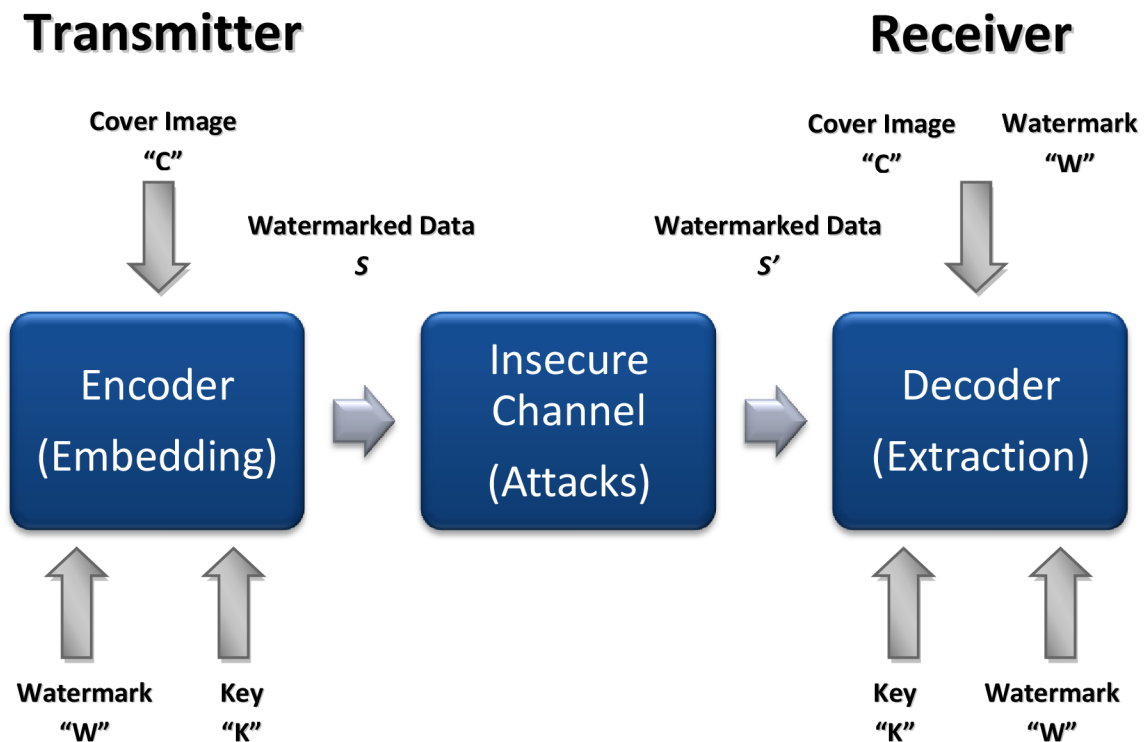 Transmitter
Receiver
Cover Image
“C”
Cover Image
“C”
Watermark
“W”
Watermarked Data
S
Watermarked Data
S’
Encoder
(Embedding)
Insecure
Channel
(Attacks)
Decoder
(Extraction)
Watermark
“W”
Key
“K”
Key
“K”
Watermark
“W”